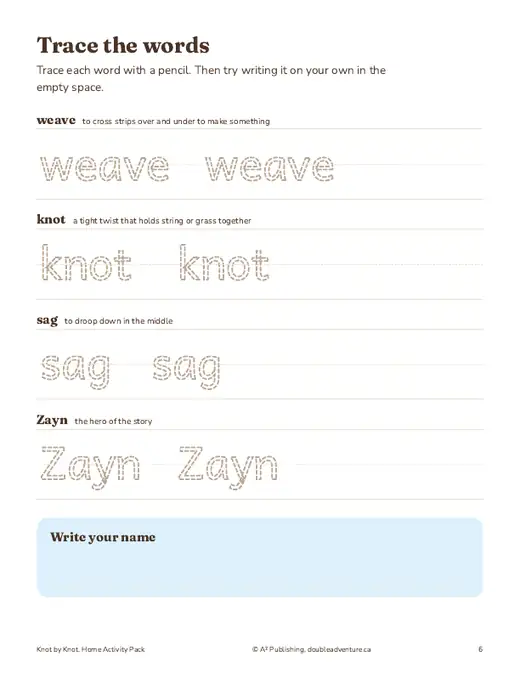 Trace the words
Trace each word with a pencil. Then try writing it on your own in the
empty space.
weave to cross strips over and under to make something
weave weave
knot a tight twist that holds string or grass together
knot knot
sag to droop down in the middle
sag sag
Zayn the hero of the story
Zayn Zayn
Write your name
Knot by Knot. Home Activity Pack © A² Publishing, doubleadventure.ca 6